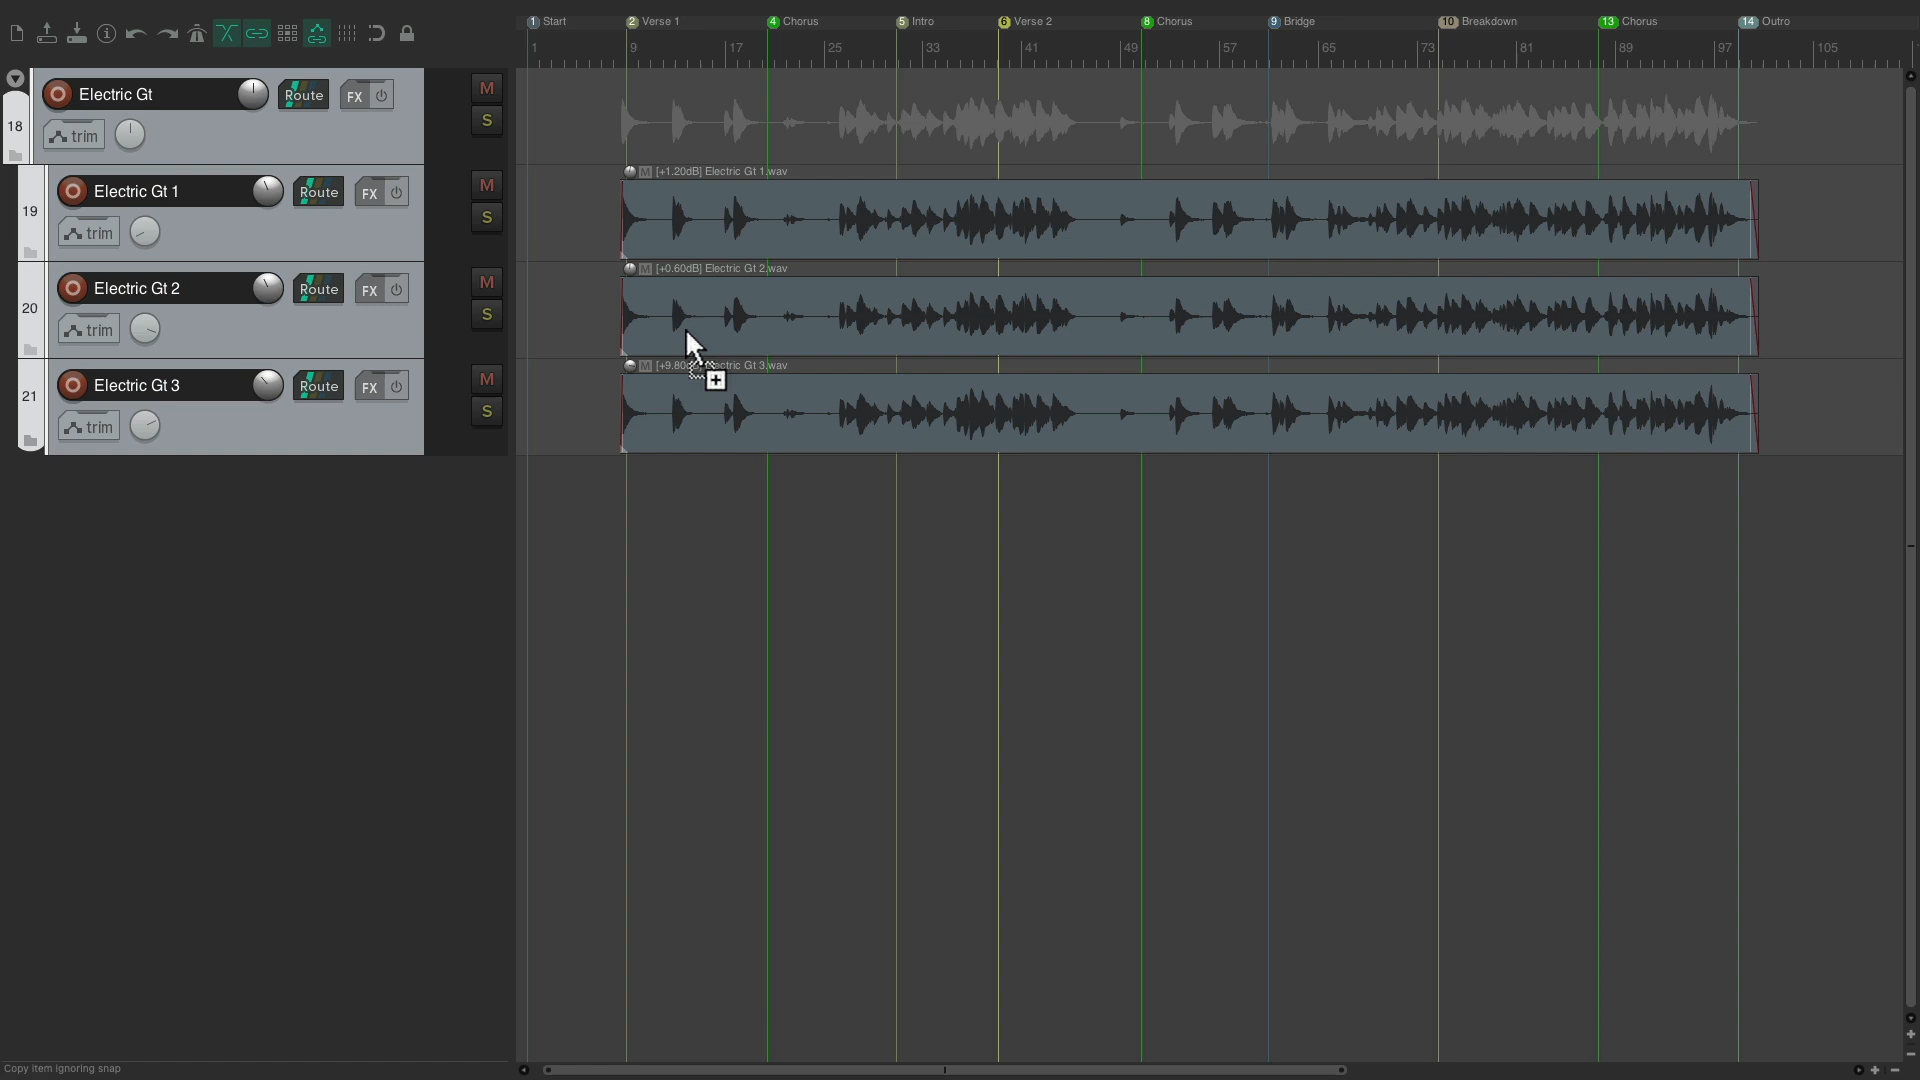 1 Start 2 Verse 1 4 Chorus 5 Intro 6 Verse 2 8 Chorus 9 Bridge 10 Breakdown 13 Chorus 14 Outro
1 9 17 25 33 41 49 57 65 73 81 89 97 105
18 Electric Gt Route FX M
trim S
[+1.20dB] Electric Gt 1.wav
19 Electric Gt 1 Route FX M
trim S
[+0.60dB] Electric Gt 2.wav
20 Electric Gt 2 Route FX M
trim S
Gt 3.wav
21 Electric Gt 3 Route FX M
trim S
Copy item ignoring snap